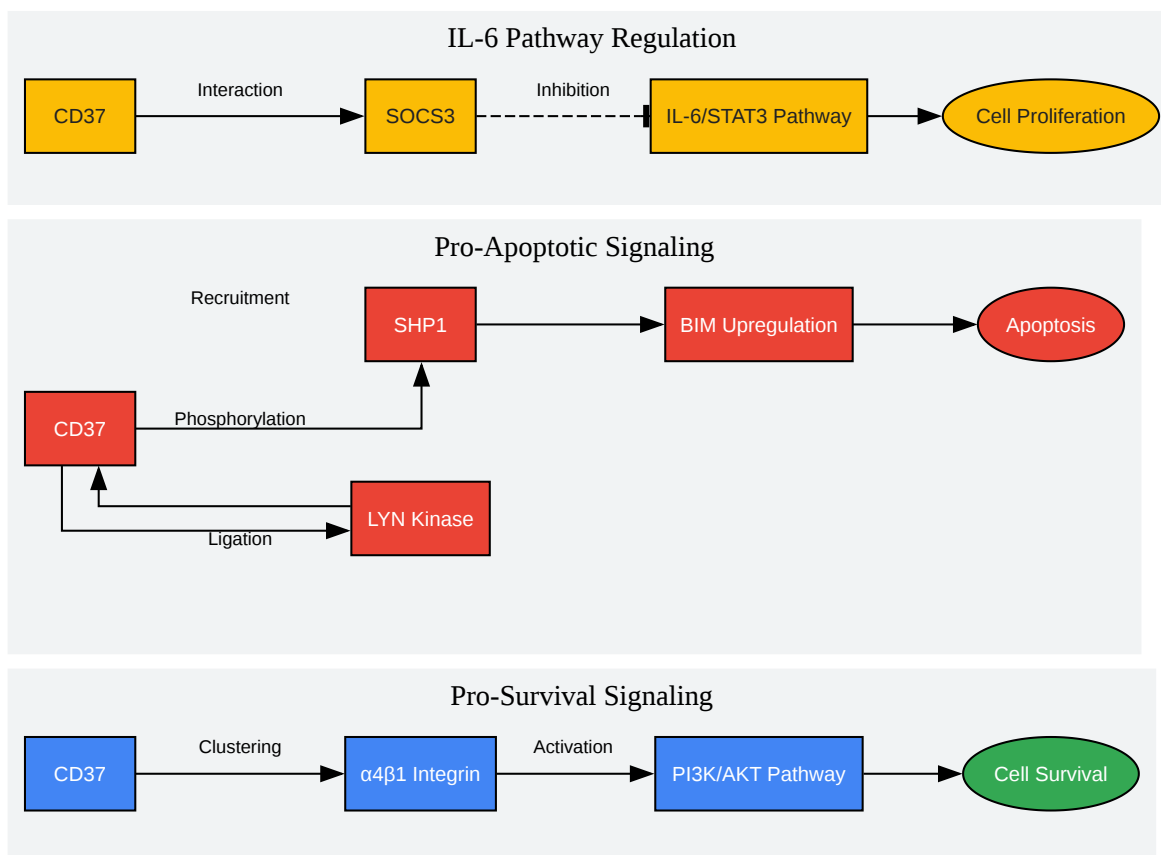 IL-6 Pathway Regulation
Interaction
Inhibition
CD37
SOCS3
IL-6/STAT3 Pathway
Cell Proliferation
Pro-Apoptotic Signaling
Recruitment
SHP1
BIM Upregulation
Apoptosis
Phosphorylation
CD37
LYN Kinase
Ligation
Pro-Survival Signaling
Clustering
Activation
CD37
α4β1 Integrin
PI3K/AKT Pathway
Cell Survival